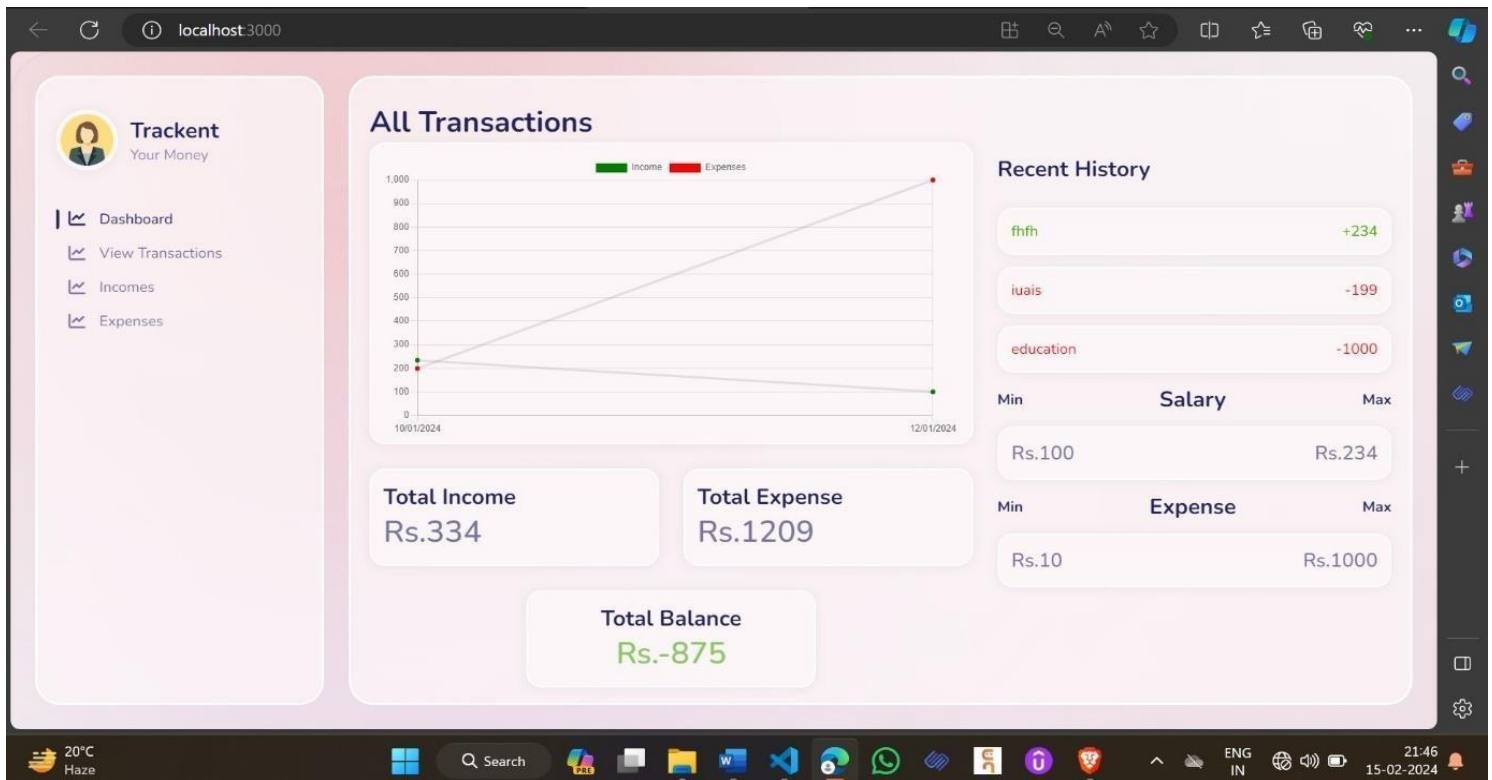 localhost:3000
Trackent
Your Money
Dashboard
View Transactions
Incomes
Expenses
All Transactions
Income Expenses
1,000
900
800
700
600
500
400
300
200
100
0
10/01/2024 12/01/2024
Total Income
Rs.334
Total Expense
Rs.1209
Total Balance
Rs.-875
Recent History
fhfh +234
iuais -199
education -1000
Min Salary Max
Rs.100 Rs.234
Min Expense Max
Rs.10 Rs.1000
20°C
Haze
Search
PRE
ENG
IN
21:46
15-02-2024